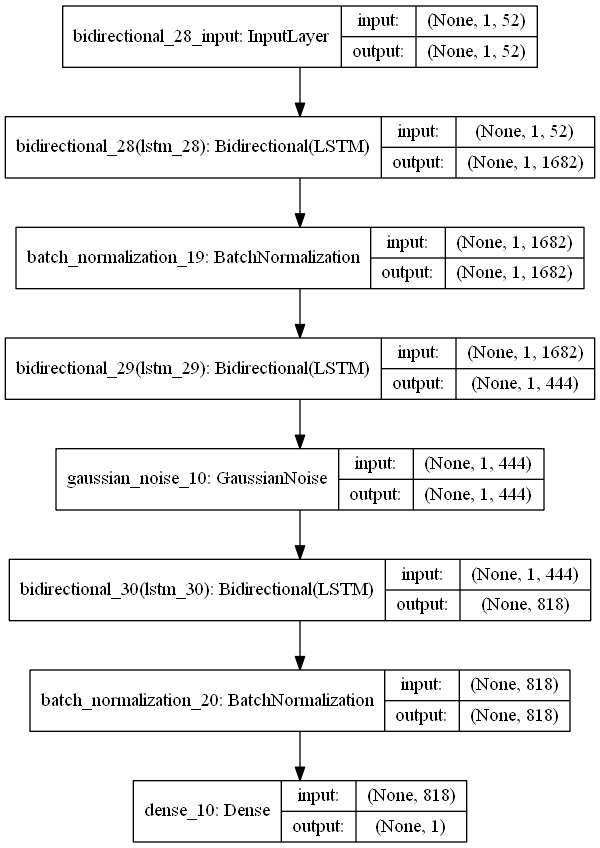 bidirectional_28_input: InputLayer
input: (None, 1, 52)
output: (None, 1, 52)
bidirectional_28(lstm_28): Bidirectional(LSTM)
input: (None, 1, 52)
output: (None, 1, 1682)
batch_normalization_19: BatchNormalization
input: (None, 1, 1682)
output: (None, 1, 1682)
bidirectional_29(lstm_29): Bidirectional(LSTM)
input: (None, 1, 1682)
output: (None, 1, 444)
gaussian_noise_10: GaussianNoise
input: (None, 1, 444)
output: (None, 1, 444)
bidirectional_30(lstm_30): Bidirectional(LSTM)
input: (None, 1, 444)
output: (None, 818)
batch_normalization_20: BatchNormalization
input: (None, 818)
output: (None, 818)
dense_10: Dense
input: (None, 818)
output: (None, 1)